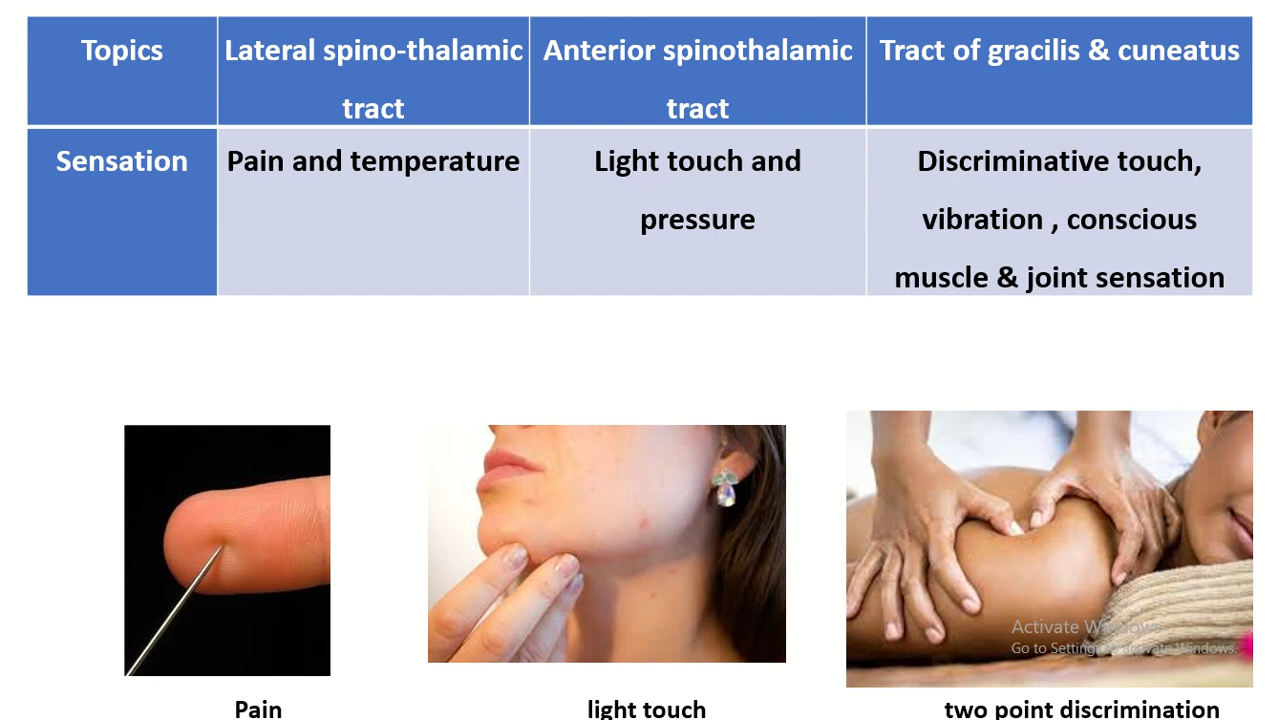 Topics
Lateral spino-thalamic
tract
Anterior spinothalamic
tract
Tract of gracilis & cuneatus
Sensation
Pain and temperature
Light touch and
pressure
Discriminative touch,
vibration , conscious
muscle & joint sensation
Activate Windows
Go to Settings to activate Windows.
Pain
light touch
two point discrimination